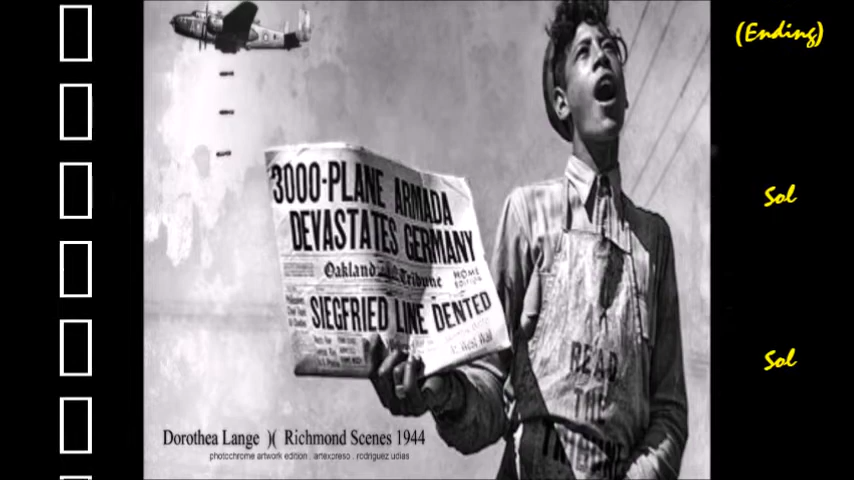 (Ending)
3000-PLANE ARMADA
DEVASTATES GERMANY
Oakland Tribune
HOME
EDITION
SIEGFRIED LINE DENTED
Sol
Sol
READ
THE
TRIBUNE
Dorothea Lange )( Richmond Scenes 1944
photochrome artwork edition . artexpreso . rodriguez udias